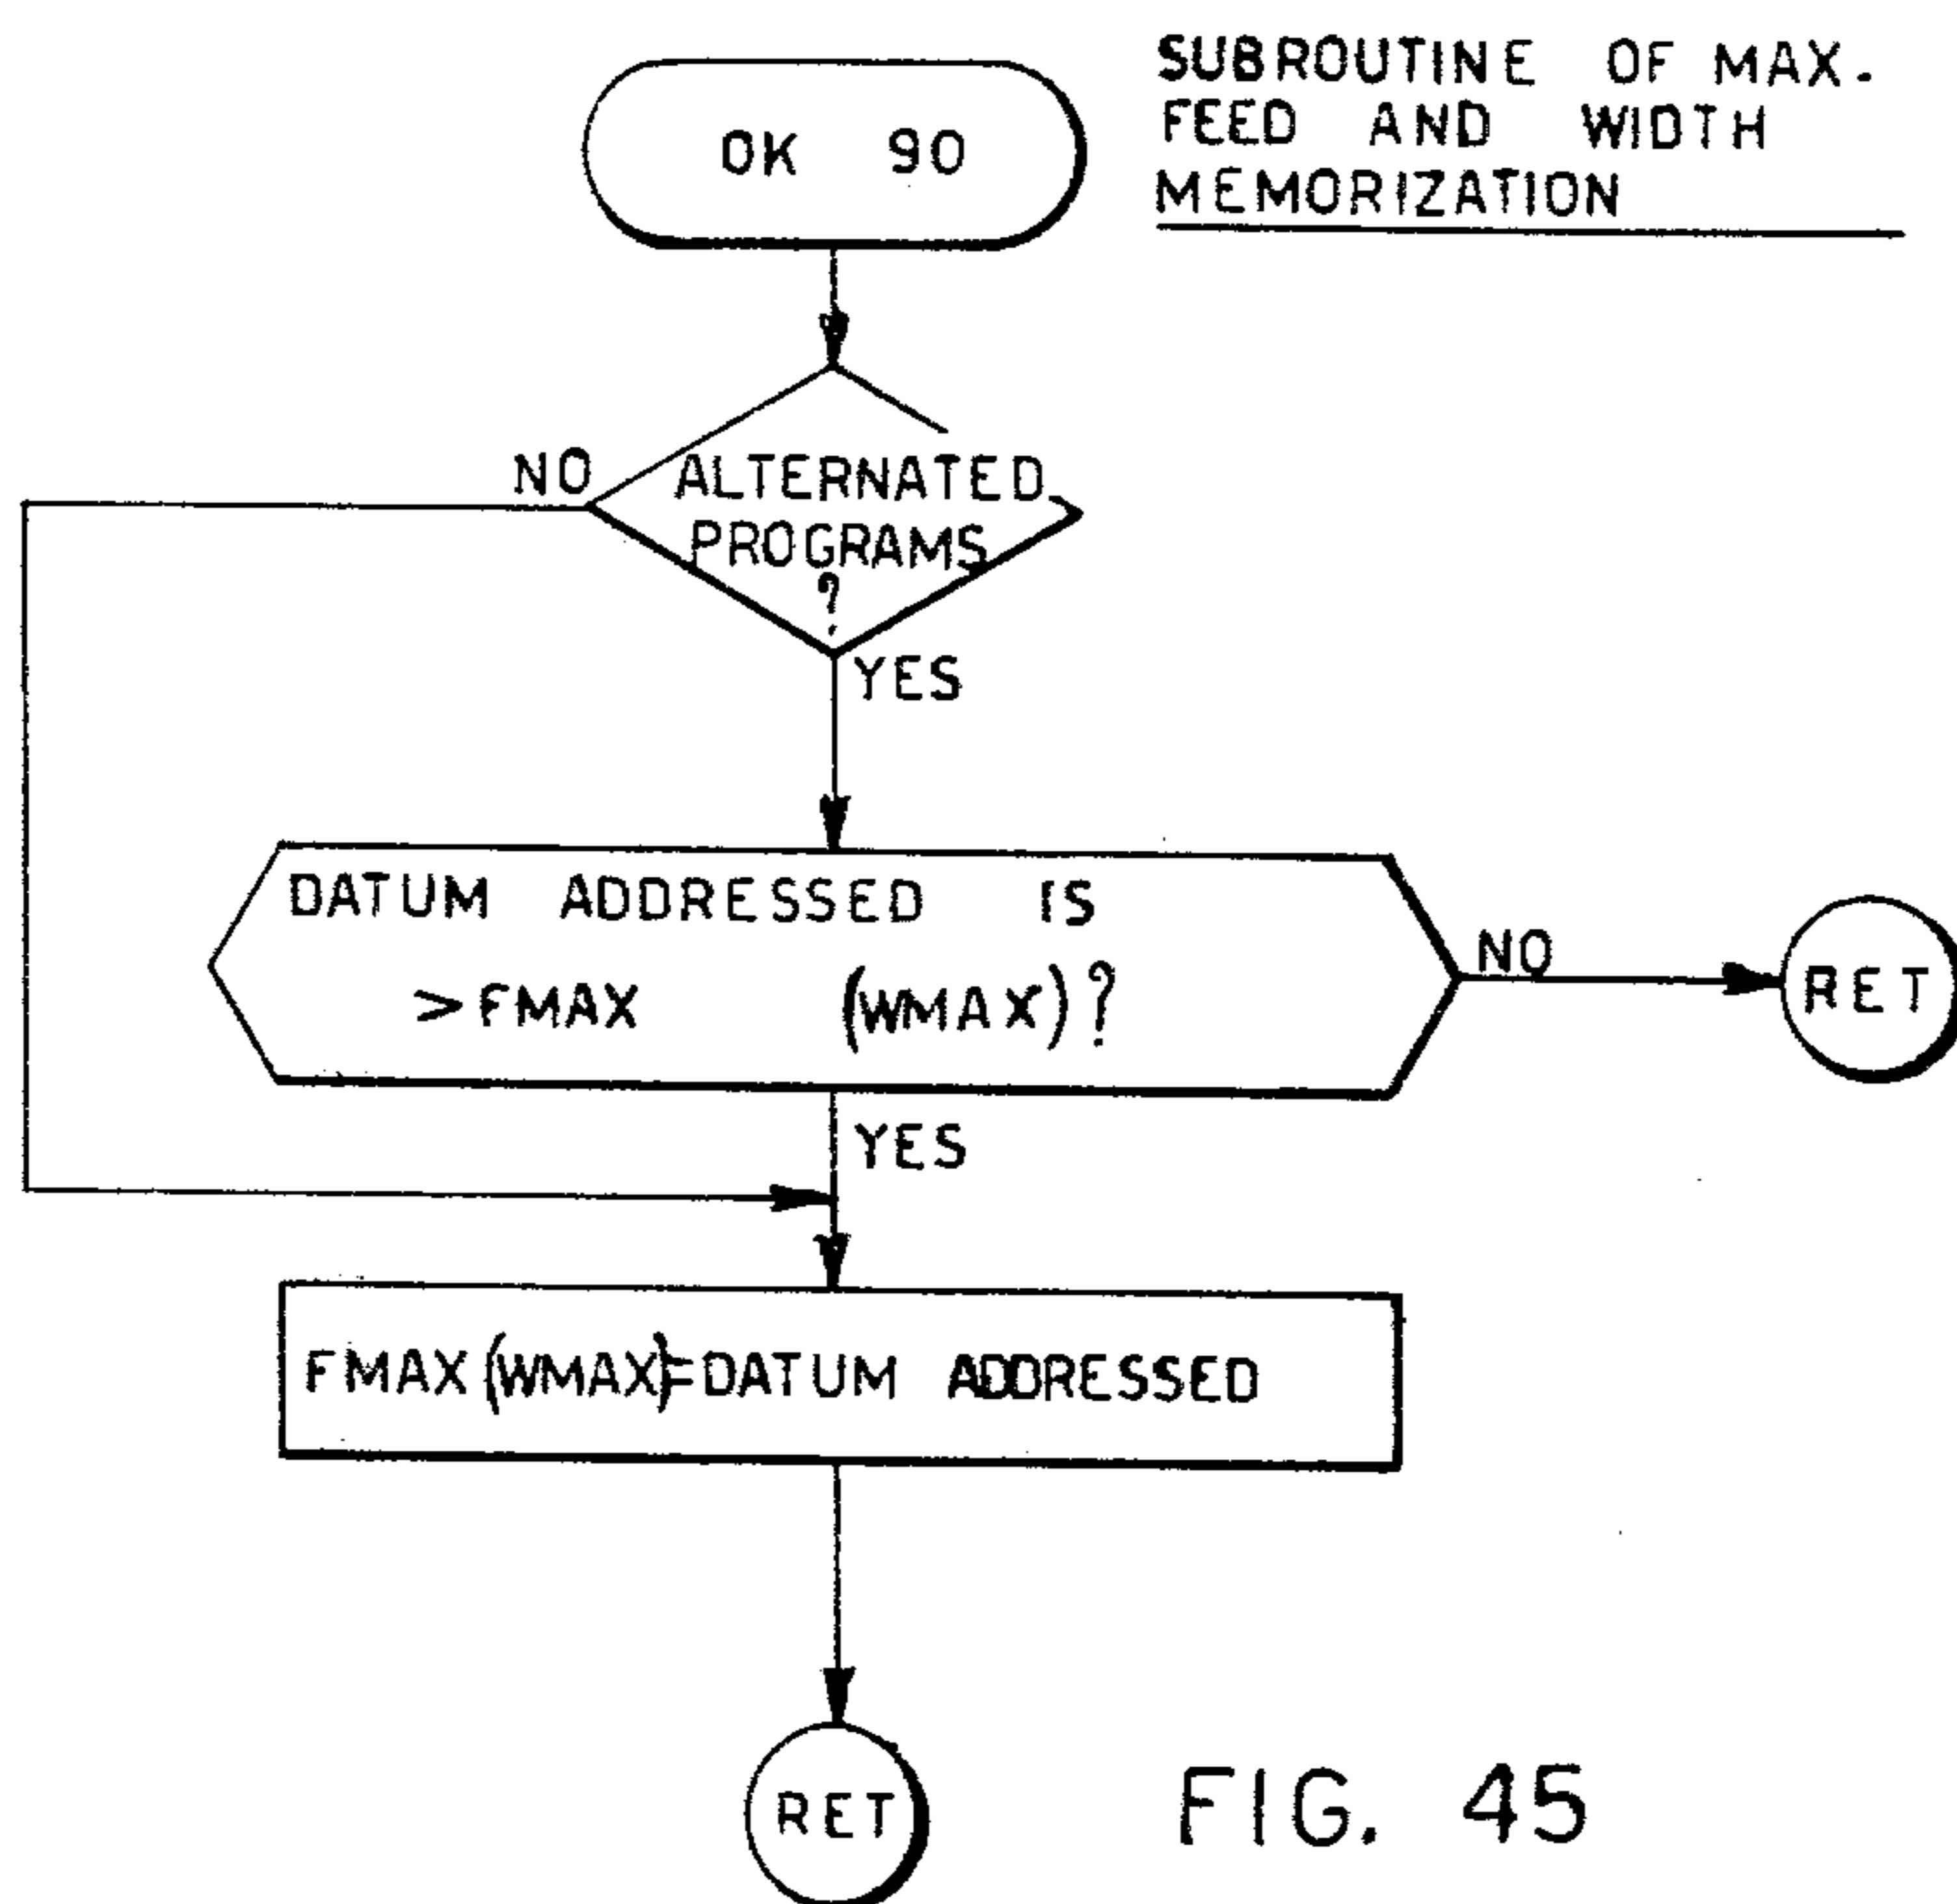 SUBROUTINE OF MAX.
FEED AND WIDTH
MEMORIZATION
OK 90
NO
ALTERNATED
PROGRAMS
?
YES
DATUM ADDRESSED IS
>FMAX (WMAX)?
NO
RET
YES
FMAX(WMAX)=DATUM ADDRESSED
RET
FIG. 45